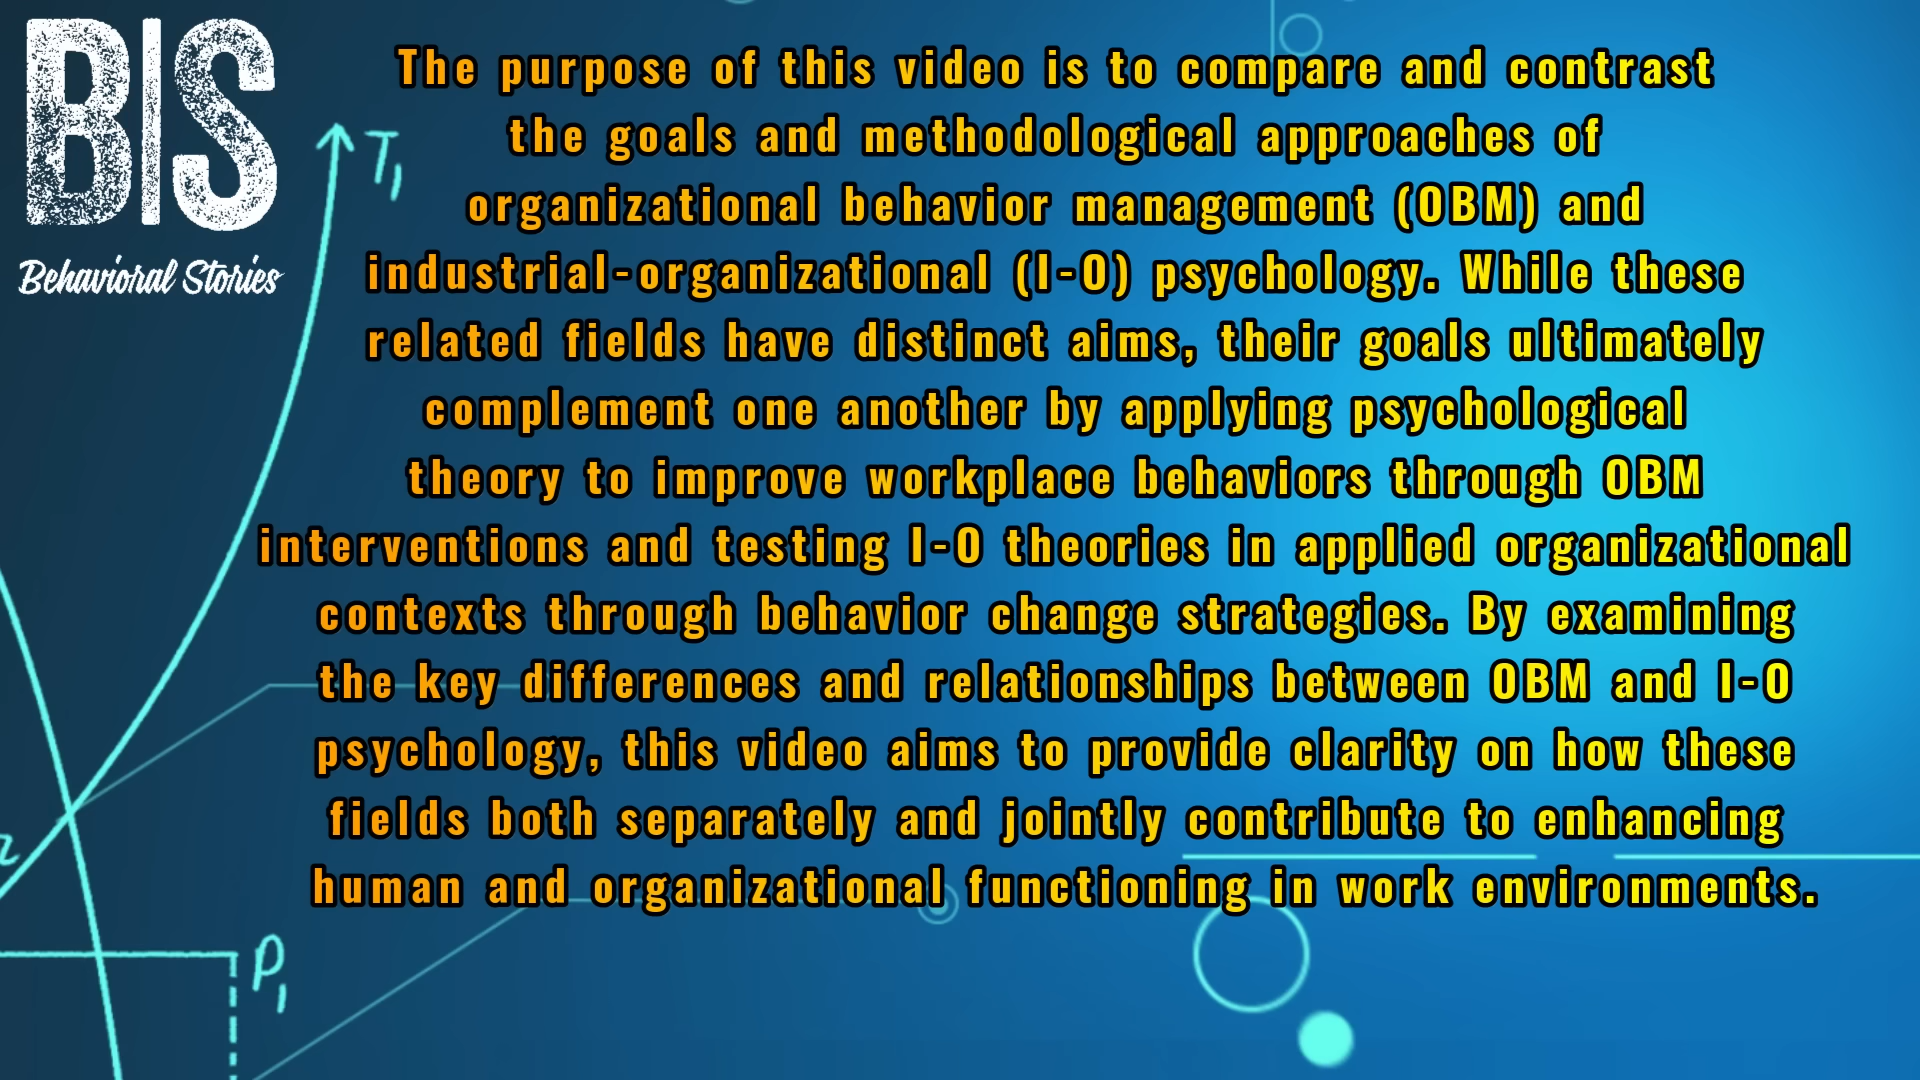 BIS
Behavioral Stories
The purpose of this video is to compare and contrast
the goals and methodological approaches of
organizational behavior management (OBM) and
industrial-organizational (I-O) psychology. While these
related fields have distinct aims, their goals ultimately
complement one another by applying psychological
theory to improve workplace behaviors through OBM
interventions and testing I-O theories in applied organizational
contexts through behavior change strategies. By examining
the key differences and relationships between OBM and I-O
psychology, this video aims to provide clarity on how these
fields both separately and jointly contribute to enhancing
human and organizational functioning in work environments.
T₁
P₁